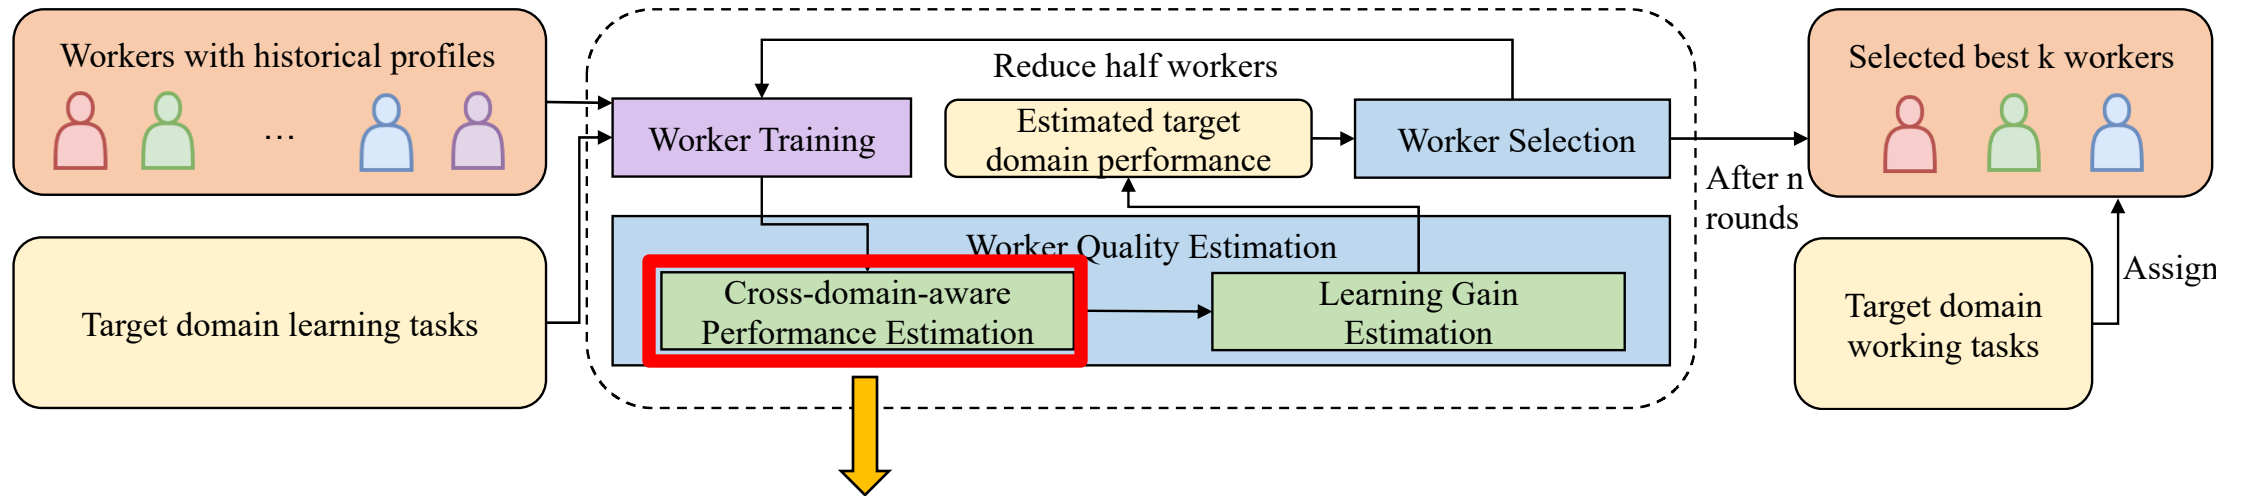 Workers with historical profiles
...
Target domain learning tasks
Reduce half workers
Worker Training
Estimated target
domain performance
Worker Selection
Worker Quality Estimation
Cross-domain-aware
Performance Estimation
Learning Gain
Estimation
After n
rounds
Selected best k workers
Assign
Target domain
working tasks